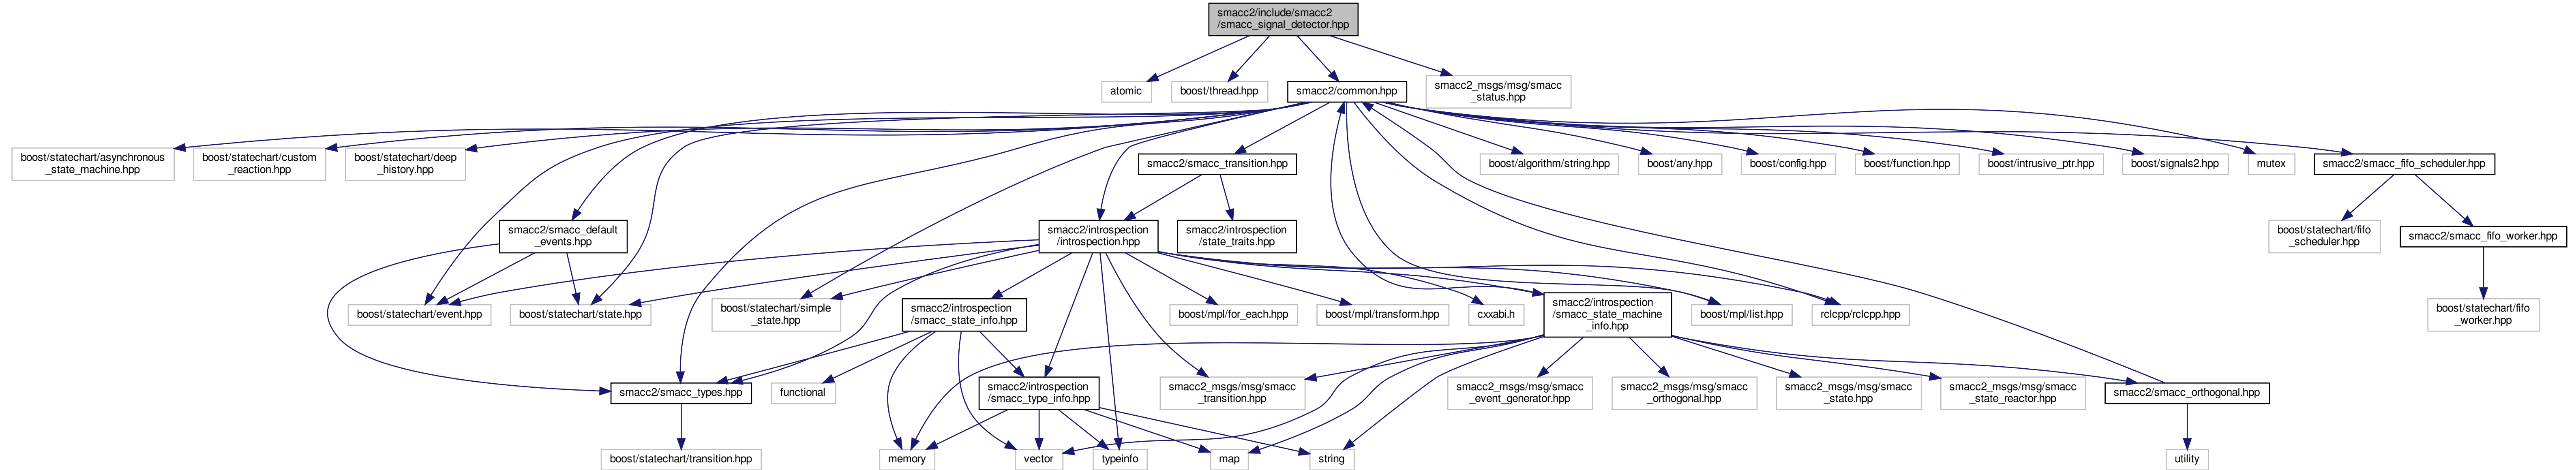 smacc2/include/smacc2
/smacc_signal_detector.hpp
atomic
boost/thread.hpp
smacc2/common.hpp
smacc2_msgs/msg/smacc
_status.hpp
boost/statechart/asynchronous
_state_machine.hpp
boost/statechart/custom
_reaction.hpp
boost/statechart/deep
_history.hpp
smacc2/smacc_transition.hpp
boost/algorithm/string.hpp
boost/any.hpp
boost/config.hpp
boost/function.hpp
boost/intrusive_ptr.hpp
boost/signals2.hpp
mutex
smacc2/smacc_fifo_scheduler.hpp
smacc2/smacc_default
_events.hpp
smacc2/introspection
/introspection.hpp
smacc2/introspection
/state_traits.hpp
boost/statechart/fifo
_scheduler.hpp
smacc2/smacc_fifo_worker.hpp
boost/statechart/event.hpp
boost/statechart/state.hpp
boost/statechart/simple
_state.hpp
smacc2/introspection
/smacc_state_info.hpp
boost/mpl/for_each.hpp
boost/mpl/transform.hpp
cxxabi.h
smacc2/introspection
/smacc_state_machine
_info.hpp
boost/mpl/list.hpp
rclcpp/rclcpp.hpp
boost/statechart/fifo
_worker.hpp
smacc2/smacc_types.hpp
functional
smacc2/introspection
/smacc_type_info.hpp
smacc2_msgs/msg/smacc
_transition.hpp
smacc2_msgs/msg/smacc
_event_generator.hpp
smacc2_msgs/msg/smacc
_orthogonal.hpp
smacc2_msgs/msg/smacc
_state.hpp
smacc2_msgs/msg/smacc
_state_reactor.hpp
smacc2/smacc_orthogonal.hpp
boost/statechart/transition.hpp
memory
vector
typeinfo
map
string
utility